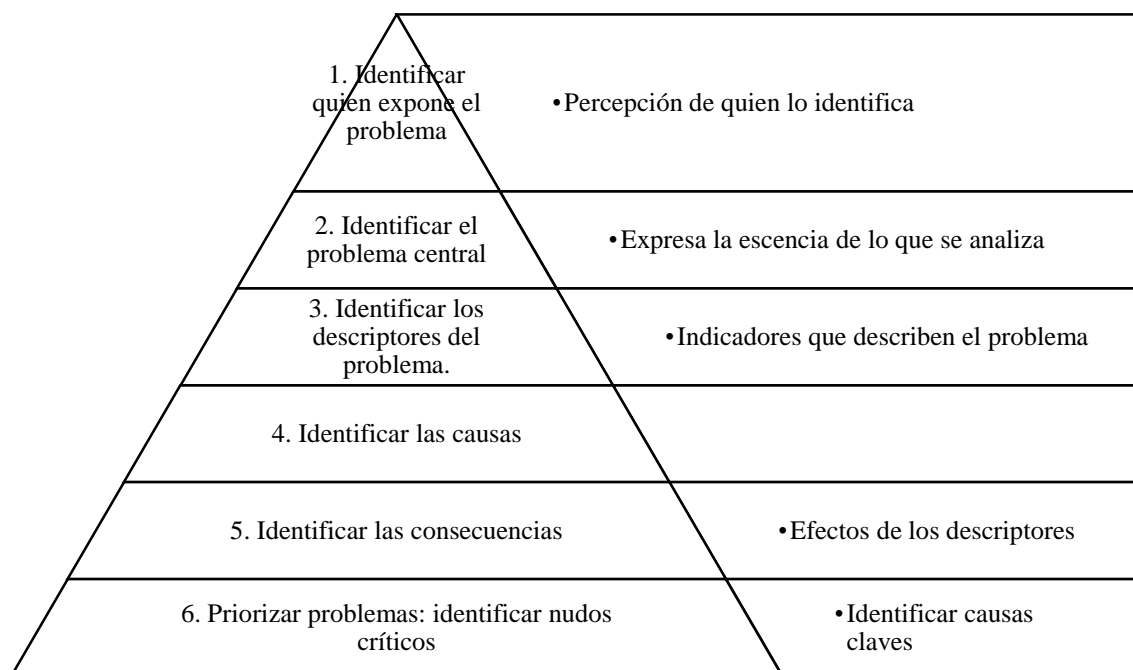 1. Identificar
quien expone el
problema
•Percepción de quien lo identifica
2. Identificar el
problema central
•Expresa la escencia de lo que se analiza
3. Identificar los
descriptores del
problema.
•Indicadores que describen el problema
4. Identificar las causas
5. Identificar las consecuencias
•Efectos de los descriptores
6. Priorizar problemas: identificar nudos
críticos
•Identificar causas
claves